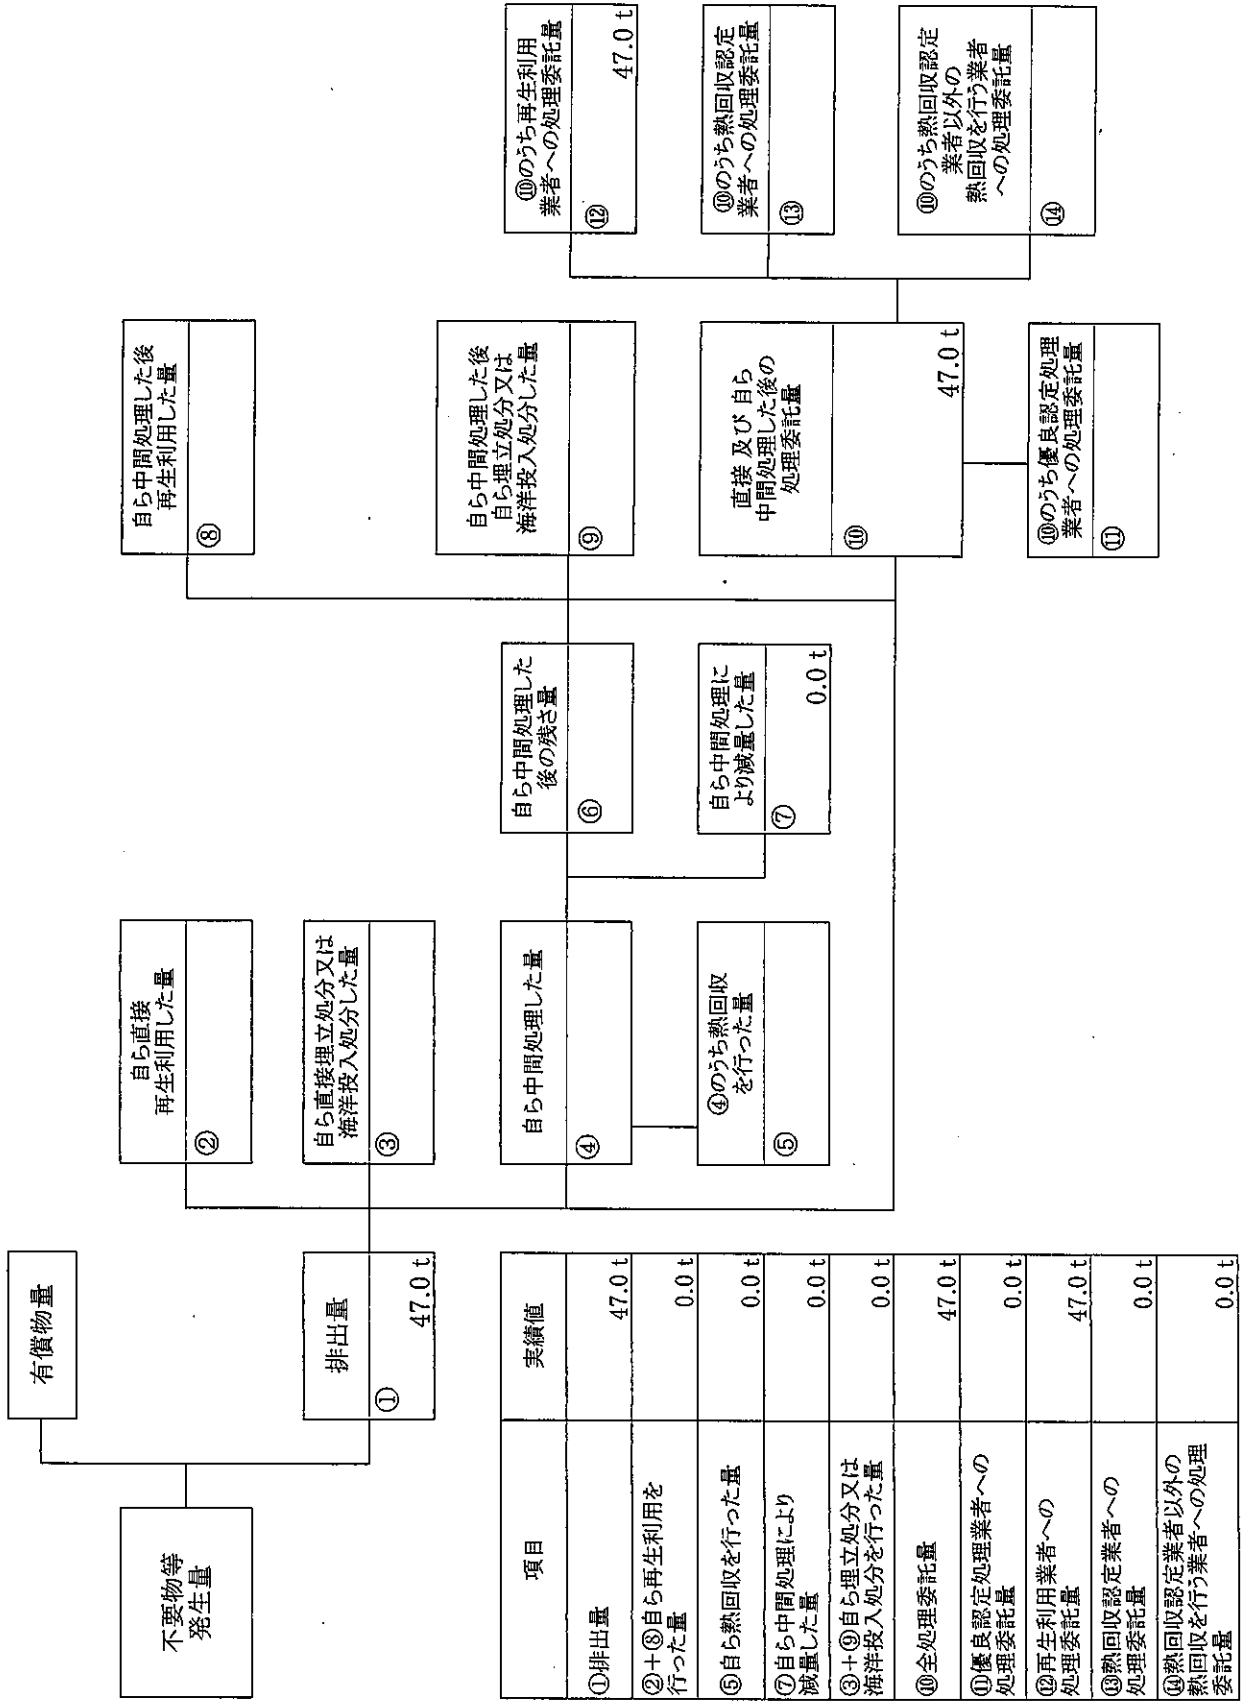 不要物等
発生量
有償物量
排出量
①
47.0 t
自ら直接
再生利用した量
②
自ら直接埋立処分又は
海洋投入処分した量
③
自ら中間処理した量
④
④のうち熱回収
を行った量
⑤
自ら中間処理した
後の残さ量
⑥
自ら中間処理に
より減量した量
⑦
0.0 t
自ら中間処理した後
再生利用した量
⑧
自ら中間処理した後
自ら埋立処分又は
海洋投入処分した量
⑨
直接 及び 自ら
中間処理した後の
処理委託量
⑩
47.0 t
⑩のうち優良認定処理
業者への処理委託量
⑪
⑩のうち再生利用
業者への処理委託量
⑫
47.0 t
⑩のうち熱回収認定
業者への処理委託量
⑬
⑩のうち熱回収認定
業者以外の
熱回収を行う業者
への処理委託量
⑭
項目
実績値
①排出量
47.0 t
②+⑧自ら再生利用を
行った量
0.0 t
⑤自ら熱回収を行った量
0.0 t
⑦自ら中間処理により
減量した量
0.0 t
③+⑨自ら埋立処分又は
海洋投入処分を行った量
0.0 t
⑩全処理委託量
47.0 t
⑪優良認定処理業者への
処理委託量
0.0 t
⑫再生利用業者への
処理委託量
47.0 t
⑬熱回収認定業者への
処理委託量
0.0 t
⑭熱回収認定業者以外の
熱回収を行う業者への処理
委託量
0.0 t